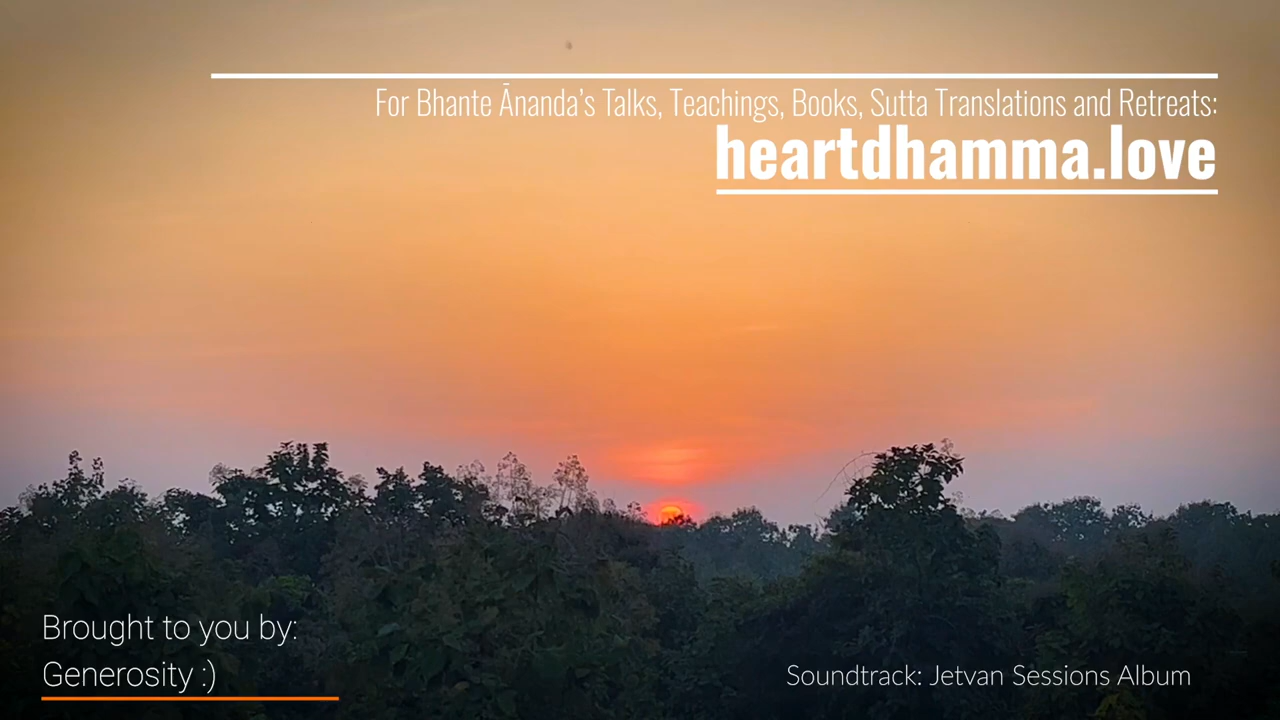 For Bhante Ānanda's Talks, Teachings, Books, Sutta Translations and Retreats:
heartdhamma.love
Brought to you by:
Generosity :)
Soundtrack: Jetvan Sessions Album